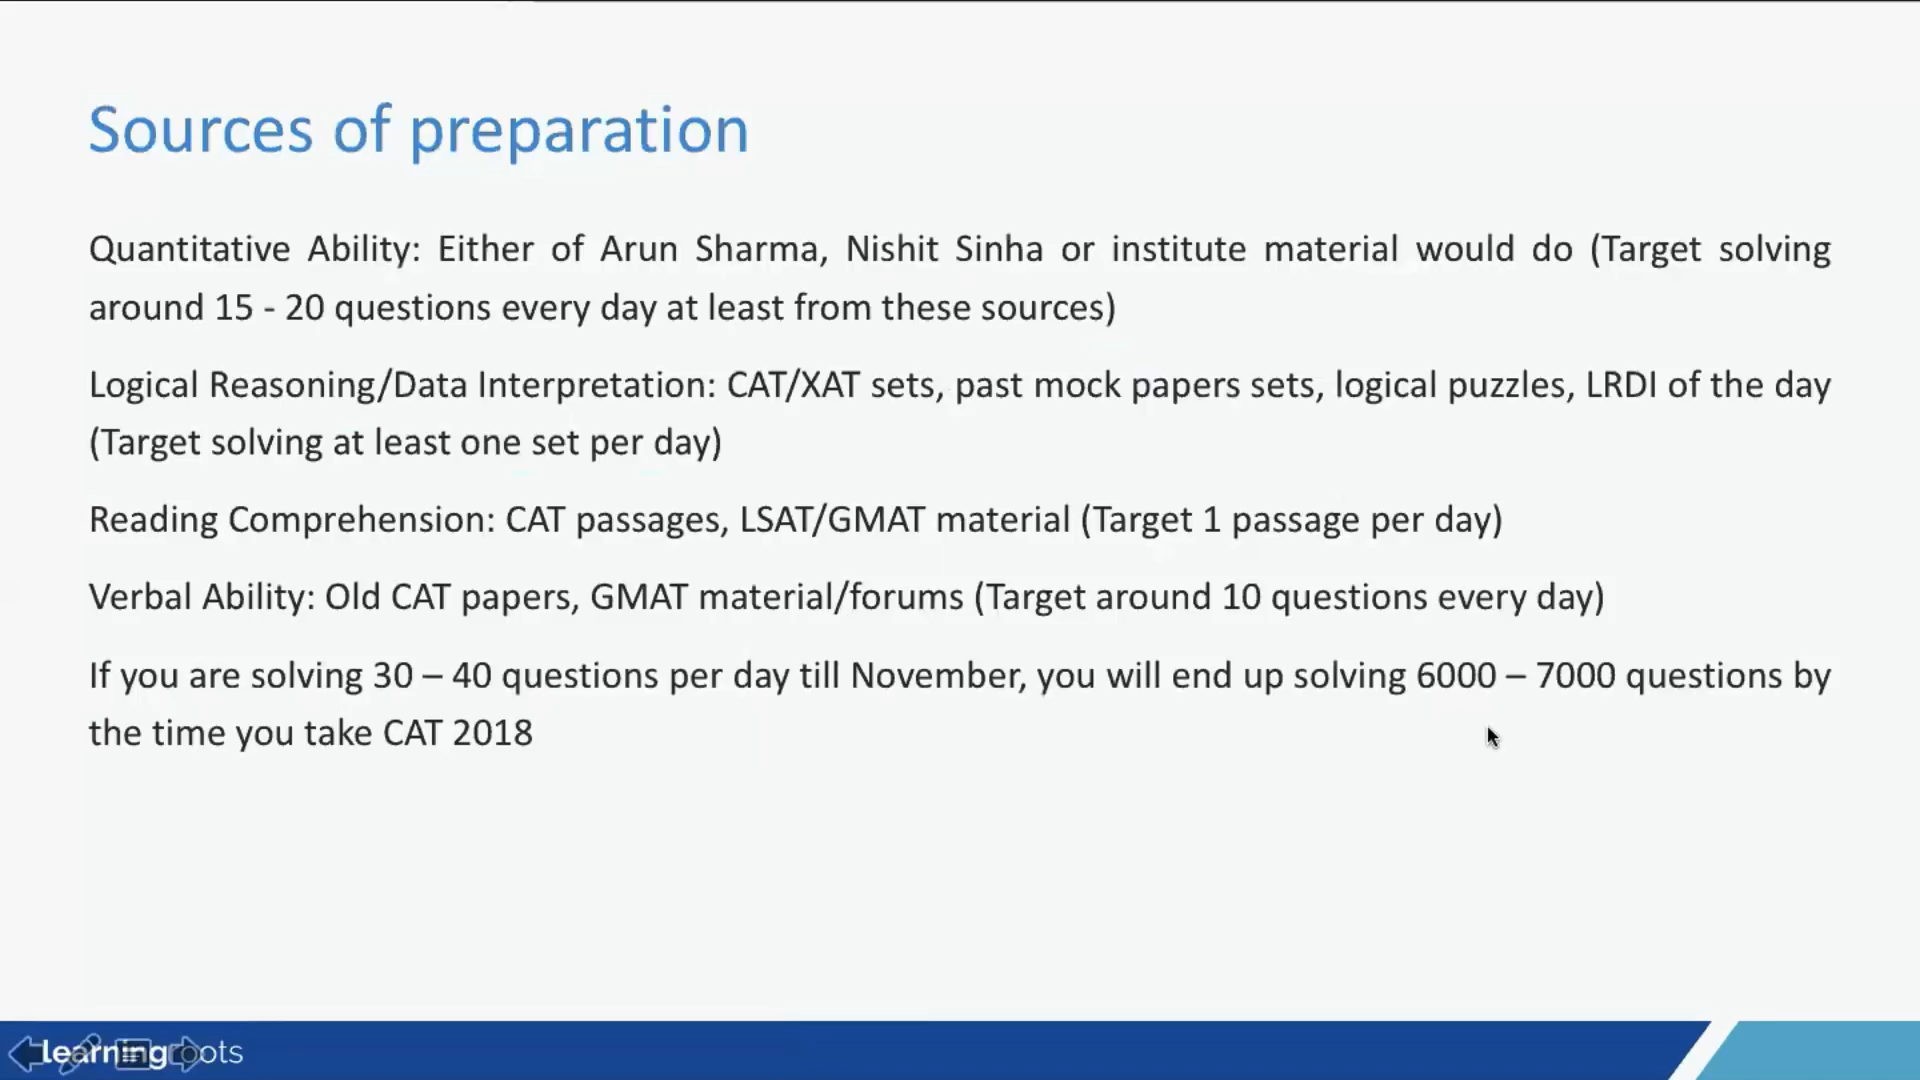 Sources of preparation
Quantitative Ability: Either of Arun Sharma, Nishit Sinha or institute material would do (Target solving
around 15 - 20 questions every day at least from these sources)
Logical Reasoning/Data Interpretation: CAT/XAT sets, past mock papers sets, logical puzzles, LRDI of the day
(Target solving at least one set per day)
Reading Comprehension: CAT passages, LSAT/GMAT material (Target 1 passage per day)
Verbal Ability: Old CAT papers, GMAT material/forums (Target around 10 questions every day)
If you are solving 30 – 40 questions per day till November, you will end up solving 6000 – 7000 questions by
the time you take CAT 2018
learningroots